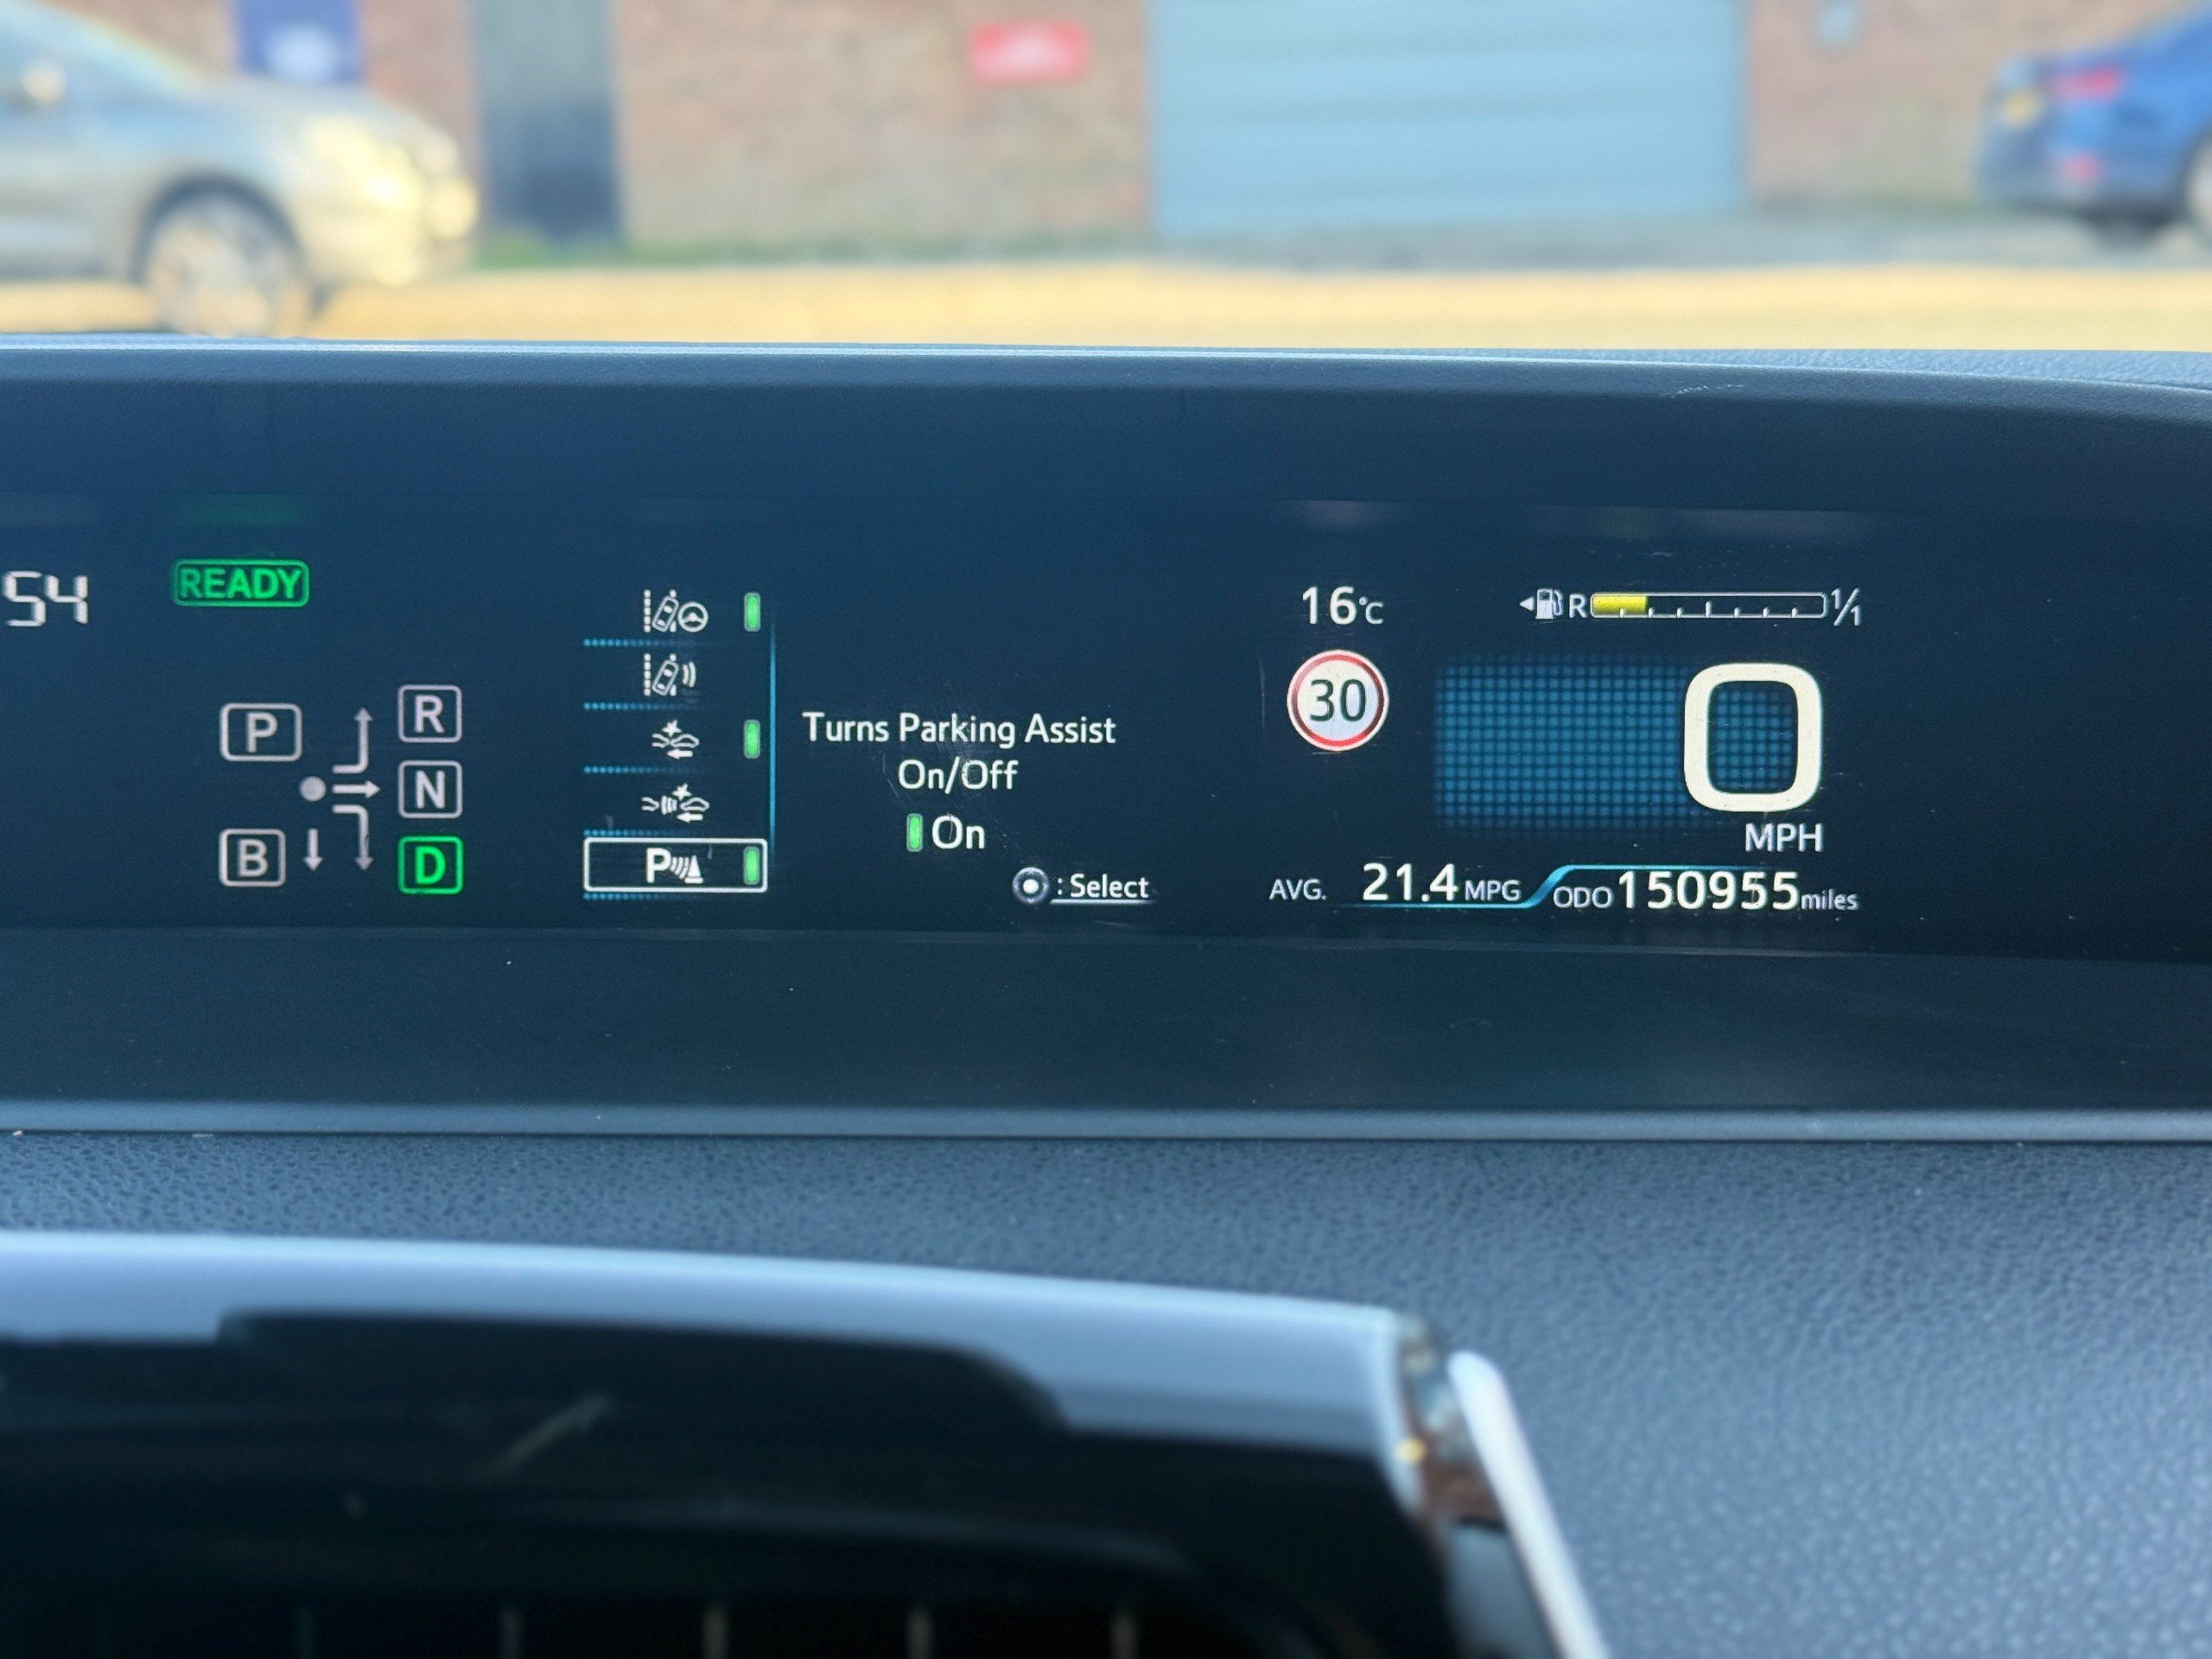 54
READY
P
R
N
B
D
P
Turns Parking Assist
On/Off
On
: Select
16°C
30
R 1/1
0
MPH
AVG. 21.4 MPG
ODO 150955 miles